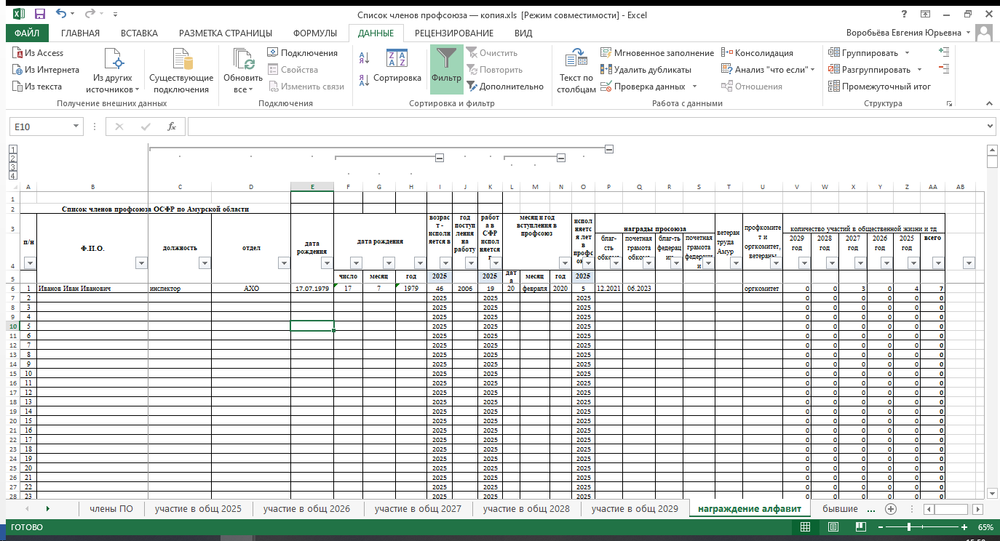 Список членов профсоюза — копия.xls [Режим совместимости] - Excel
ФАЙЛ ГЛАВНАЯ ВСТАВКА РАЗМЕТКА СТРАНИЦЫ ФОРМУЛЫ ДАННЫЕ РЕЦЕНЗИРОВАНИЕ ВИД Воробьёва Евгения Юрьевна
Из Access
Из Интернета
Из текста
Из других источников
Существующие подключения
Получение внешних данных
Обновить все
Подключения
Свойства
Изменить связи
Подключения
Сортировка
Фильтр
Очистить
Повторить
Дополнительно
Сортировка и фильтр
Текст по столбцам
Мгновенное заполнение
Удалить дубликаты
Проверка данных
Консолидация
Анализ "что если"
Отношения
Работа с данными
Группировать
Разгруппировать
Промежуточный итог
Структура
E10
1
2
3
4
A B C D E F G H I J K L M N O P Q R S T U V W X Y Z AA AB
1
2 Список членов профсоюза ОСФР по Амурской области
3
4
п/н
Ф.И.О.
должность
отдел
дата рождения
дата рождения
возраст - исполняется в
год поступления на работу
работа в СФР исполняется
месяц и год вступления в профсоюз
исполняется лет в
награды просоюза
благ-сть
почетная грамота
благ-ть федерац
почетная грамота
ветеран труда Амур
профкомитет и оргкомитет, ветераны
количество участий в общественной жизни и тд
2029 год 2028 год 2027 год 2026 год 2025 год всего
5 число месяц год 2025 2025 дата месяц год 2025
6 1 Иванов Иван Иванович инспектор АХО 17.07.1979 17 7 1979 46 2006 19 20 февраля 2020 5 12.2021 06.2023 оргкомитет 0 0 3 0 4 7
7 2 2025 2025 2025 0 0 0 0 0 0
8 3 2025 2025 2025 0 0 0 0 0 0
9 4 2025 2025 2025 0 0 0 0 0 0
10 5 2025 2025 2025 0 0 0 0 0 0
11 6 2025 2025 2025 0 0 0 0 0 0
12 7 2025 2025 2025 0 0 0 0 0 0
13 8 2025 2025 2025 0 0 0 0 0 0
14 9 2025 2025 2025 0 0 0 0 0 0
15 10 2025 2025 2025 0 0 0 0 0 0
16 11 2025 2025 2025 0 0 0 0 0 0
17 12 2025 2025 2025 0 0 0 0 0 0
18 13 2025 2025 2025 0 0 0 0 0 0
19 14 2025 2025 2025 0 0 0 0 0 0
20 15 2025 2025 2025 0 0 0 0 0 0
21 16 2025 2025 2025 0 0 0 0 0 0
22 17 2025 2025 2025 0 0 0 0 0 0
23 18 2025 2025 2025 0 0 0 0 0 0
24 19 2025 2025 2025 0 0 0 0 0 0
25 20 2025 2025 2025 0 0 0 0 0 0
26 21 2025 2025 2025 0 0 0 0 0 0
27 22 2025 2025 2025 0 0 0 0 0 0
28 23 2025 2025 2025 0 0 0 0 0 0
члены ПО участие в общ 2025 участие в общ 2026 участие в общ 2027 участие в общ 2028 участие в общ 2029 награждение алфавит бывшие ...
ГОТОВО 65%